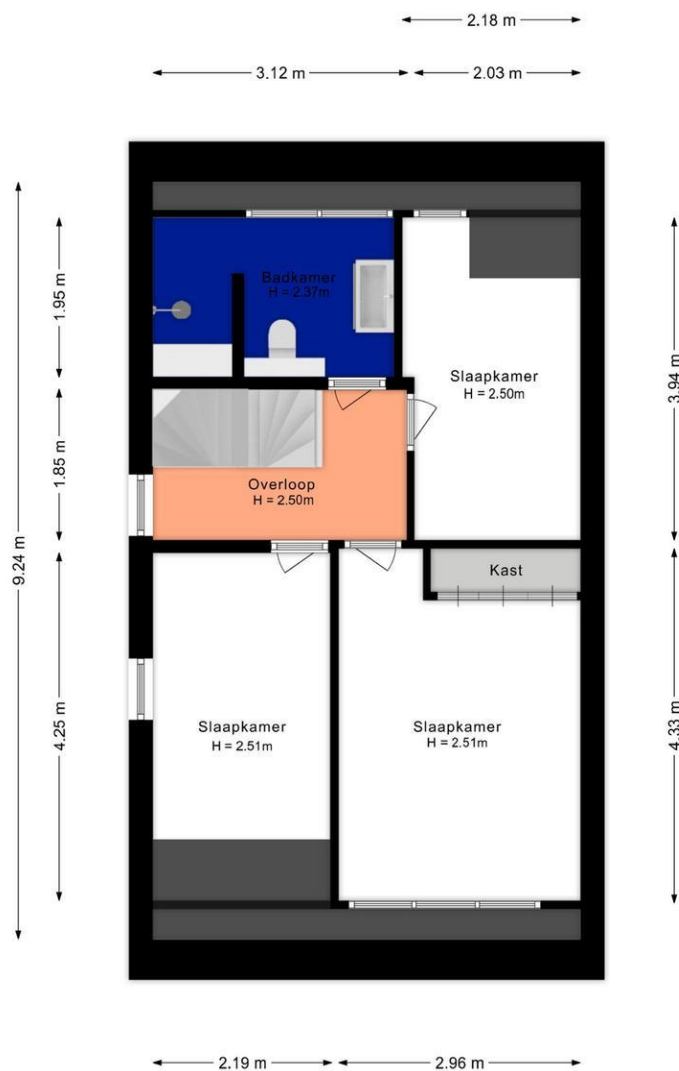 2.18 m
3.12 m
2.03 m
Badkamer
H = 2.37m
1.95 m
Slaapkamer
H = 2.50m
3.94 m
1.85 m
Overloop
H = 2.50m
9.24 m
Kast
Slaapkamer
H = 2.51m
Slaapkamer
H = 2.51m
4.25 m
4.33 m
2.19 m
2.96 m